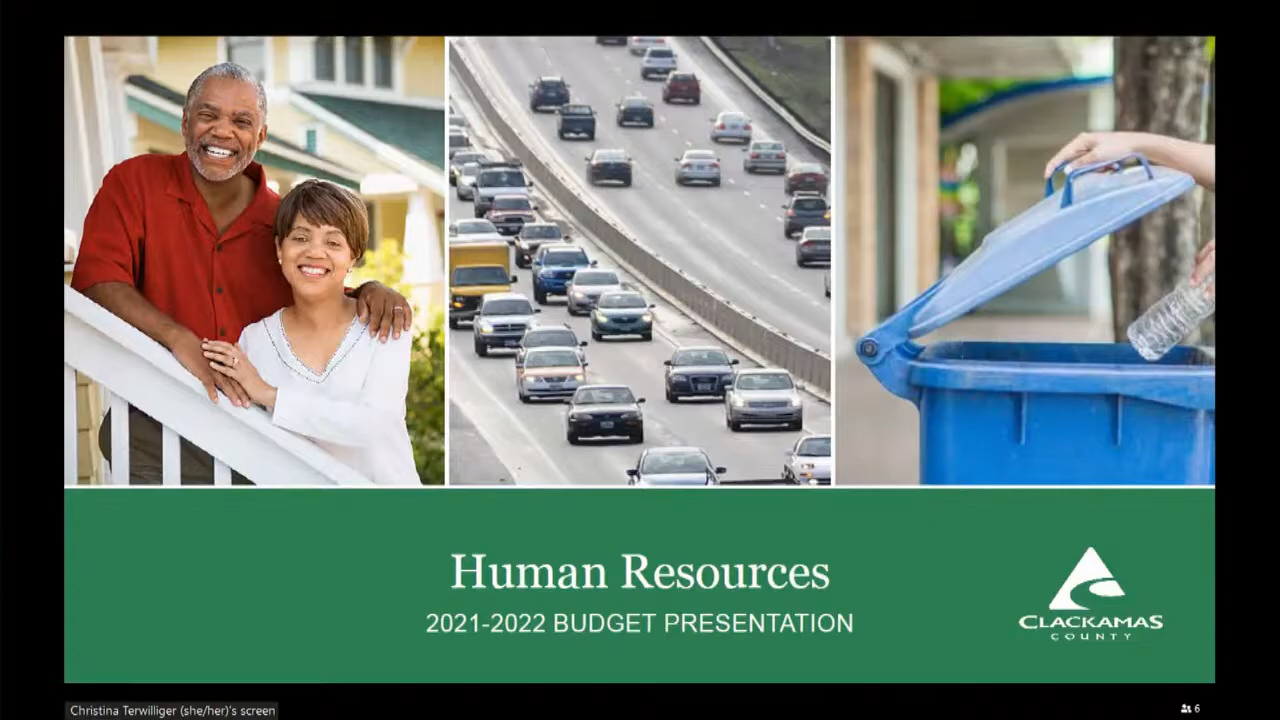 Human Resources
2021-2022 BUDGET PRESENTATION
CLACKAMAS
COUNTY
Christina Terwilliger (she/her)'s screen
6